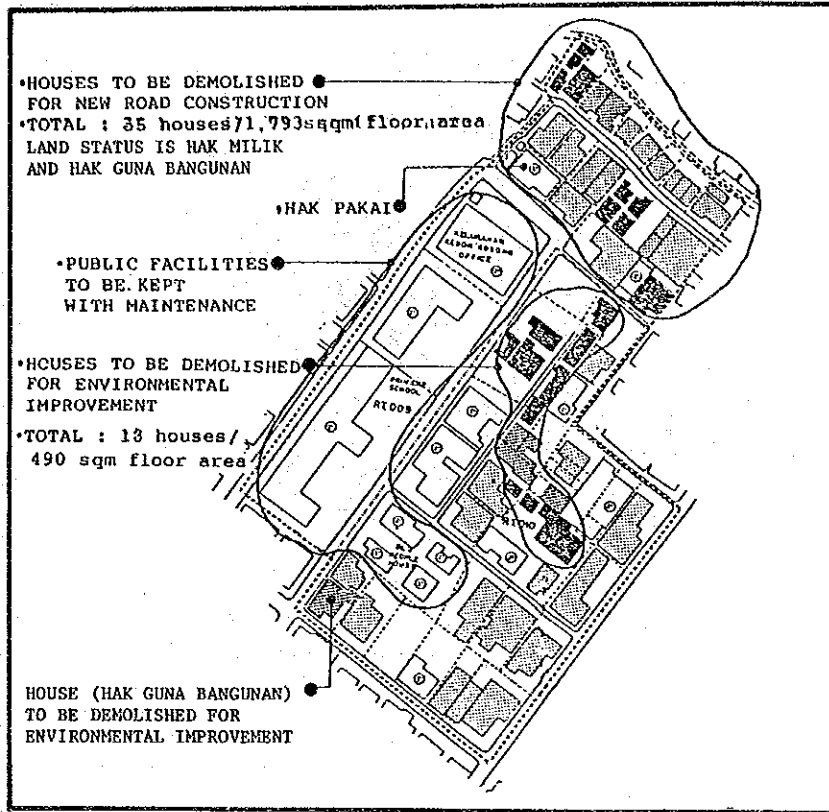 •HOUSES TO BE DEMOLISHED
FOR NEW ROAD CONSTRUCTION
•TOTAL : 35 houses/1,793sqm(floor area
LAND STATUS IS HAK MILIK
AND HAK GUNA BANGUNAN
•HAK PAKAI
•PUBLIC FACILITIES
TO BE KEPT
WITH MAINTENANCE
•HOUSES TO BE DEMOLISHED
FOR ENVIRONMENTAL
IMPROVEMENT
•TOTAL : 13 houses/
490 sqm floor area
HOUSE (HAK GUNA BANGUNAN)
TO BE DEMOLISHED FOR
ENVIRONMENTAL IMPROVEMENT
OFFICE
SCHOOL
RT009